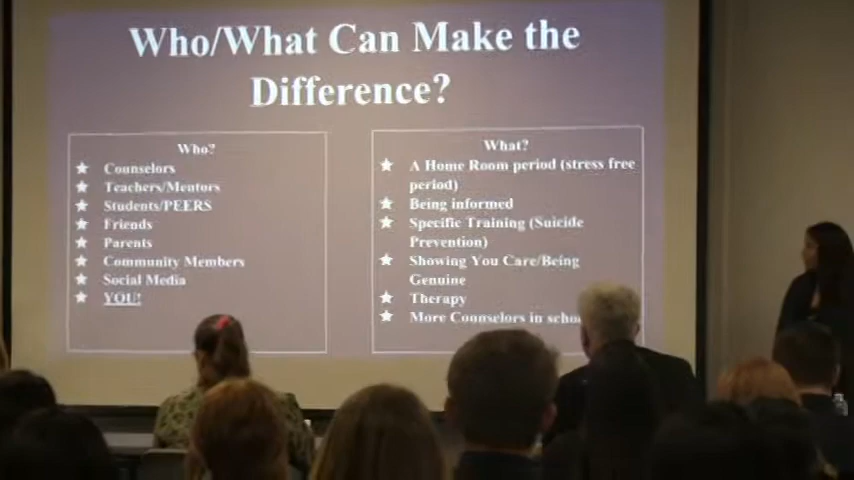 Who/What Can Make the
Difference?
Who?
Counselors
Teachers/Mentors
Students/PEERS
Friends
Parents
Community Members
Social Media
YOU!
What?
A Home Room period (stress free
period)
Being informed
Specific Training (Suicide
Prevention)
Showing You Care/Being
Genuine
Therapy
More Counselors in